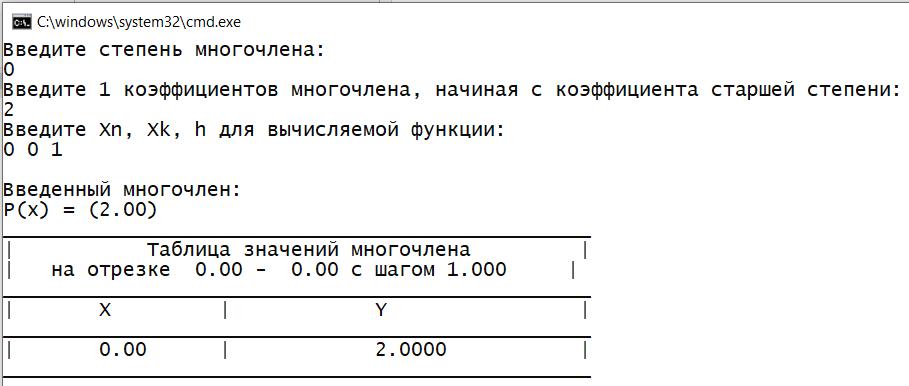 C:\windows\system32\cmd.exe
Введите степень многочлена:
0
Введите 1 коэффициентов многочлена, начиная с коэффициента старшей степени:
2
Введите Xn, Xk, h для вычисляемой функции:
0 0 1
Введенный многочлен:
P(x) = (2.00)
| Таблица значений многочлена |
| на отрезке 0.00 - 0.00 с шагом 1.000 |
| X | Y |
| 0.00 | 2.0000 |